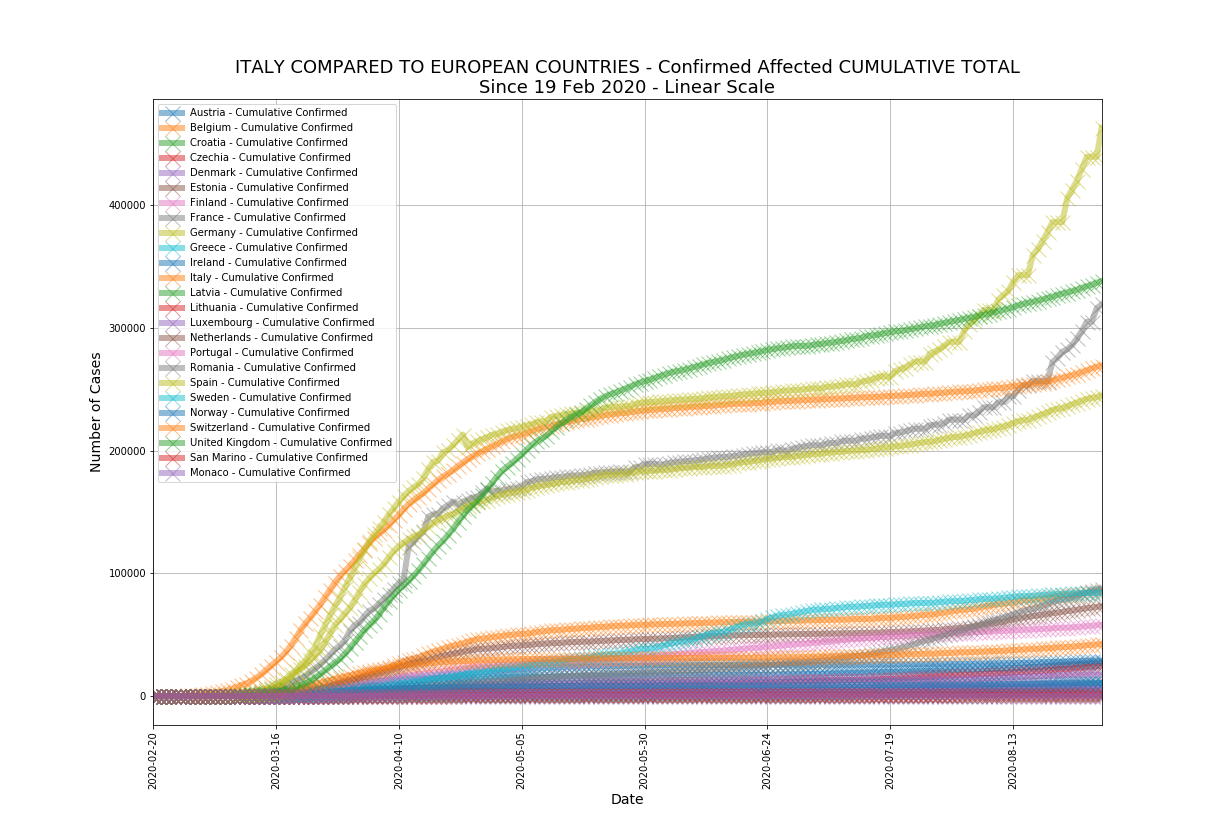 ITALY COMPARED TO EUROPEAN COUNTRIES - Confirmed Affected CUMULATIVE TOTAL
Since 19 Feb 2020 - Linear Scale
Austria - Cumulative Confirmed
Belgium - Cumulative Confirmed
Croatia - Cumulative Confirmed
Czechia - Cumulative Confirmed
Denmark - Cumulative Confirmed
Estonia - Cumulative Confirmed
Finland - Cumulative Confirmed
France - Cumulative Confirmed
Germany - Cumulative Confirmed
Greece - Cumulative Confirmed
Ireland - Cumulative Confirmed
Italy - Cumulative Confirmed
Latvia - Cumulative Confirmed
Lithuania - Cumulative Confirmed
Luxembourg - Cumulative Confirmed
Netherlands - Cumulative Confirmed
Portugal - Cumulative Confirmed
Romania - Cumulative Confirmed
Spain - Cumulative Confirmed
Sweden - Cumulative Confirmed
Norway - Cumulative Confirmed
Switzerland - Cumulative Confirmed
United Kingdom - Cumulative Confirmed
San Marino - Cumulative Confirmed
Monaco - Cumulative Confirmed
Number of Cases
400000
300000
200000
100000
0
2020-02-20
2020-03-16
2020-04-10
2020-05-05
2020-05-30
2020-06-24
2020-07-19
2020-08-13
Date